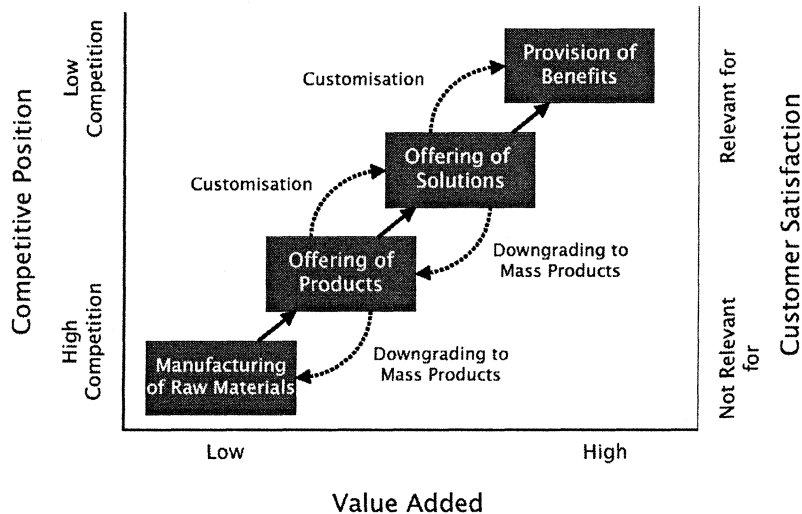 Competitive Position
Low
Competition
High
Competition
Provision of
Benefits
Customisation
Offering of
Solutions
Customisation
Downgrading to
Mass Products
Offering of
Products
Downgrading to
Mass Products
Manufacturing
of Raw Materials
Relevant for
Not Relevant
for
Customer Satisfaction
Low
High
Value Added